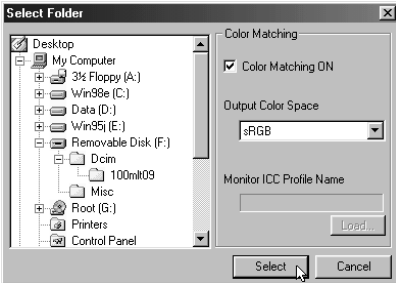 Select Folder
Desktop
My Computer
3½ Floppy (A:)
Win98e (C:)
Data (D:)
Win95j (E:)
Removable Disk (F:)
Dcim
100mlt09
Misc
Root (G:)
Printers
Control Panel
Color Matching
Color Matching ON
Output Color Space
sRGB
Monitor ICC Profile Name
Load...
Select
Cancel